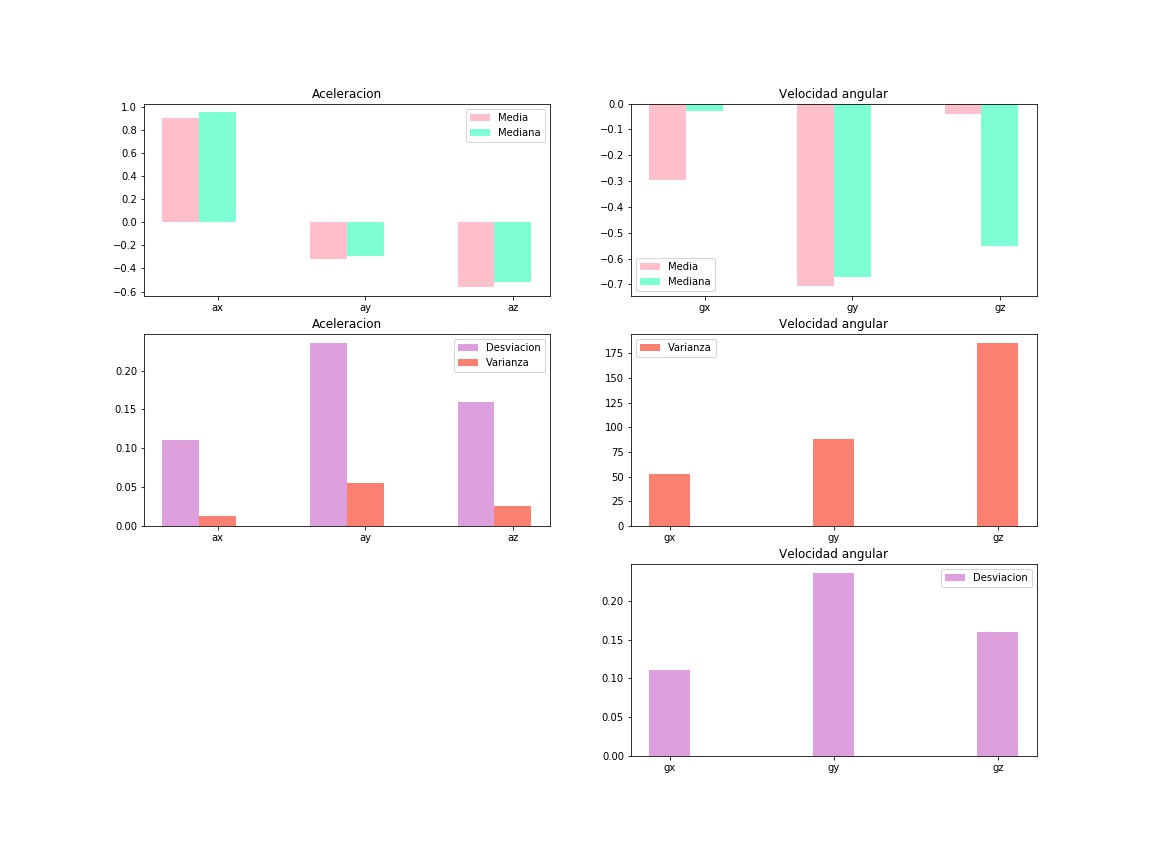 Aceleracion
1.0
0.8
0.6
0.4
0.2
0.0
−0.2
−0.4
−0.6
Media
Mediana
ax ay az
Velocidad angular
0.0
−0.1
−0.2
−0.3
−0.4
−0.5
−0.6
−0.7
Media
Mediana
gx gy gz
Aceleracion
0.20
0.15
0.10
0.05
0.00
Desviacion
Varianza
ax ay az
Velocidad angular
175
150
125
100
75
50
25
0
Varianza
gx gy gz
Velocidad angular
0.20
0.15
0.10
0.05
0.00
Desviacion
gx gy gz